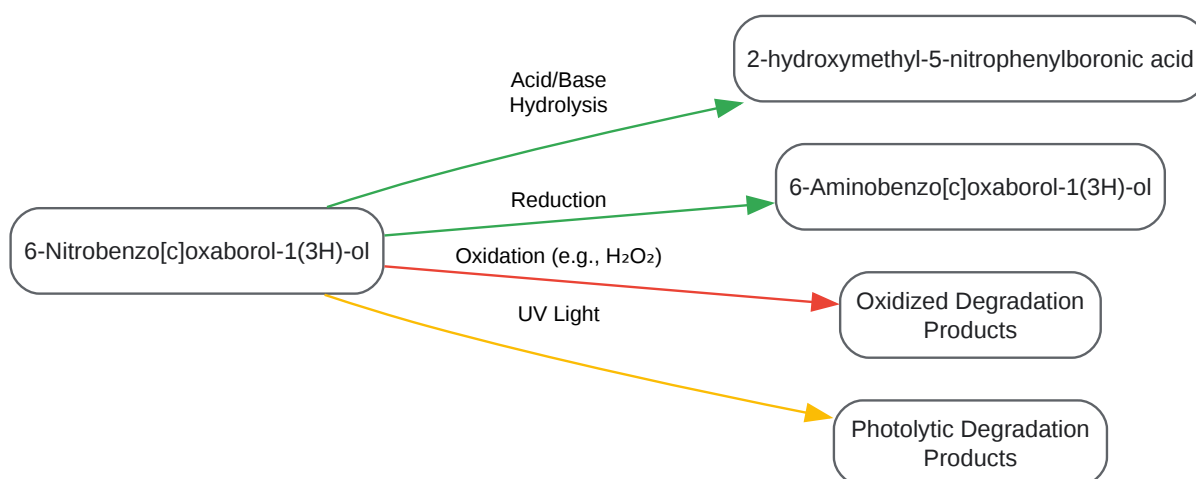 2-hydroxymethyl-5-nitrophenylboronic acid
Acid/Base
Hydrolysis
6-Aminobenzo[c]oxaborol-1(3H)-ol
Reduction
6-Nitrobenzo[c]oxaborol-1(3H)-ol
Oxidation (e.g., H₂O₂)
Oxidized Degradation
Products
UV Light
Photolytic Degradation
Products